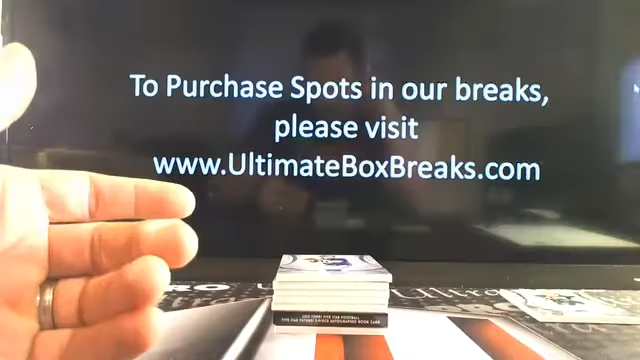 To Purchase Spots in our breaks,
please visit
www.UltimateBoxBreaks.com